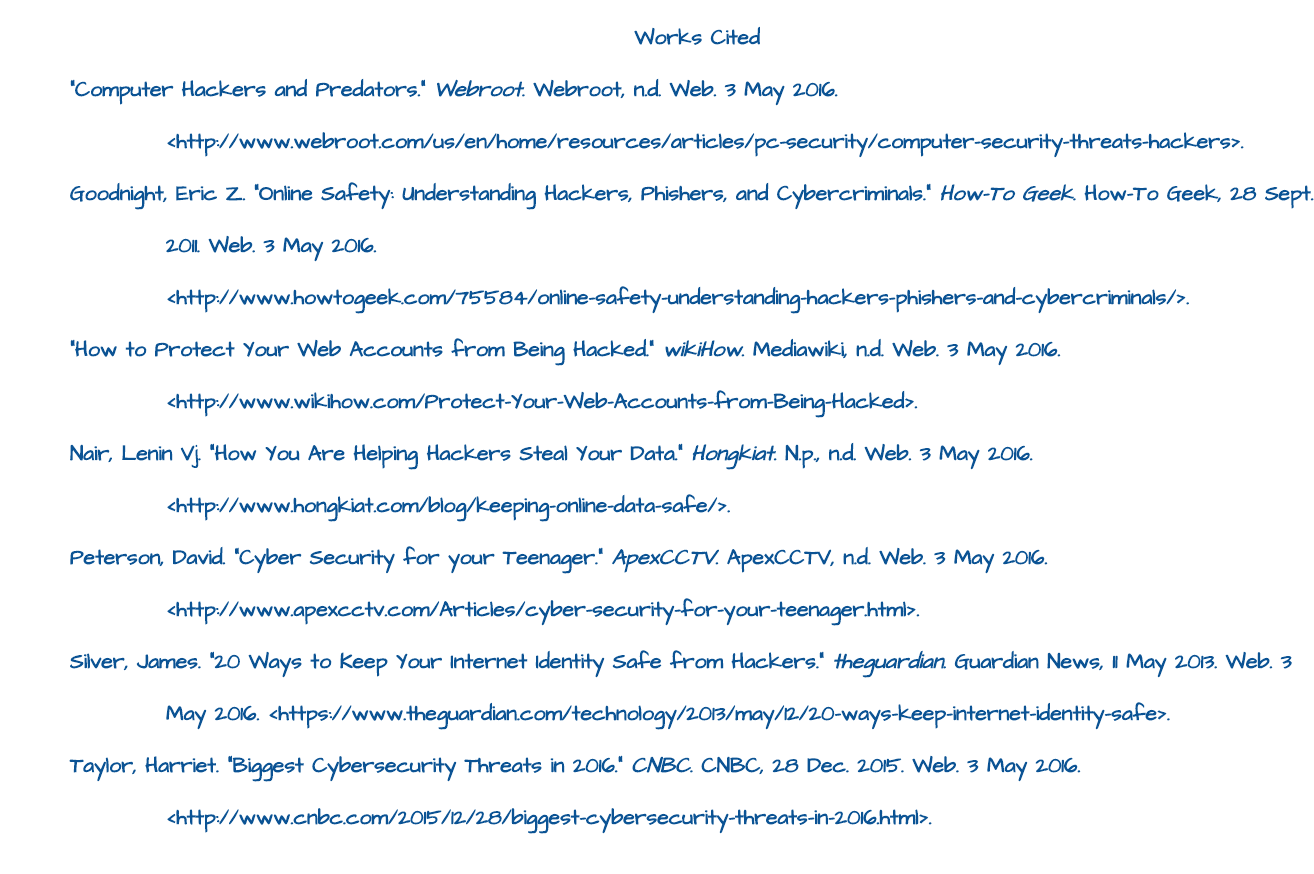 Works Cited
"Computer Hackers and Predators." Webroot. Webroot, n.d. Web. 3 May 2016.
<http://www.webroot.com/us/en/home/resources/articles/pc-security/computer-security-threats-hackers>.
Goodnight, Eric Z. "Online Safety: Understanding Hackers, Phishers, and Cybercriminals." How-To Geek. How-To Geek, 28 Sept.
2011. Web. 3 May 2016.
<http://www.howtogeek.com/75584/online-safety-understanding-hackers-phishers-and-cybercriminals/>.
"How to Protect Your Web Accounts from Being Hacked." wikiHow. Mediawiki, n.d. Web. 3 May 2016.
<http://www.wikihow.com/Protect-Your-Web-Accounts-from-Being-Hacked>.
Nair, Lenin Vj. "How You Are Helping Hackers Steal Your Data." Hongkiat. N.p., n.d. Web. 3 May 2016.
<http://www.hongkiat.com/blog/keeping-online-data-safe/>.
Peterson, David. "Cyber Security for your Teenager." ApexCCTV. ApexCCTV, n.d. Web. 3 May 2016.
<http://www.apexcctv.com/Articles/cyber-security-for-your-teenager.html>.
Silver, James. "20 Ways to Keep Your Internet Identity Safe from Hackers." theguardian. Guardian News, 11 May 2013. Web. 3
May 2016. <https://www.theguardian.com/technology/2013/may/12/20-ways-keep-internet-identity-safe>.
Taylor, Harriet. "Biggest Cybersecurity Threats in 2016." CNBC. CNBC, 28 Dec. 2015. Web. 3 May 2016.
<http://www.cnbc.com/2015/12/28/biggest-cybersecurity-threats-in-2016.html>.